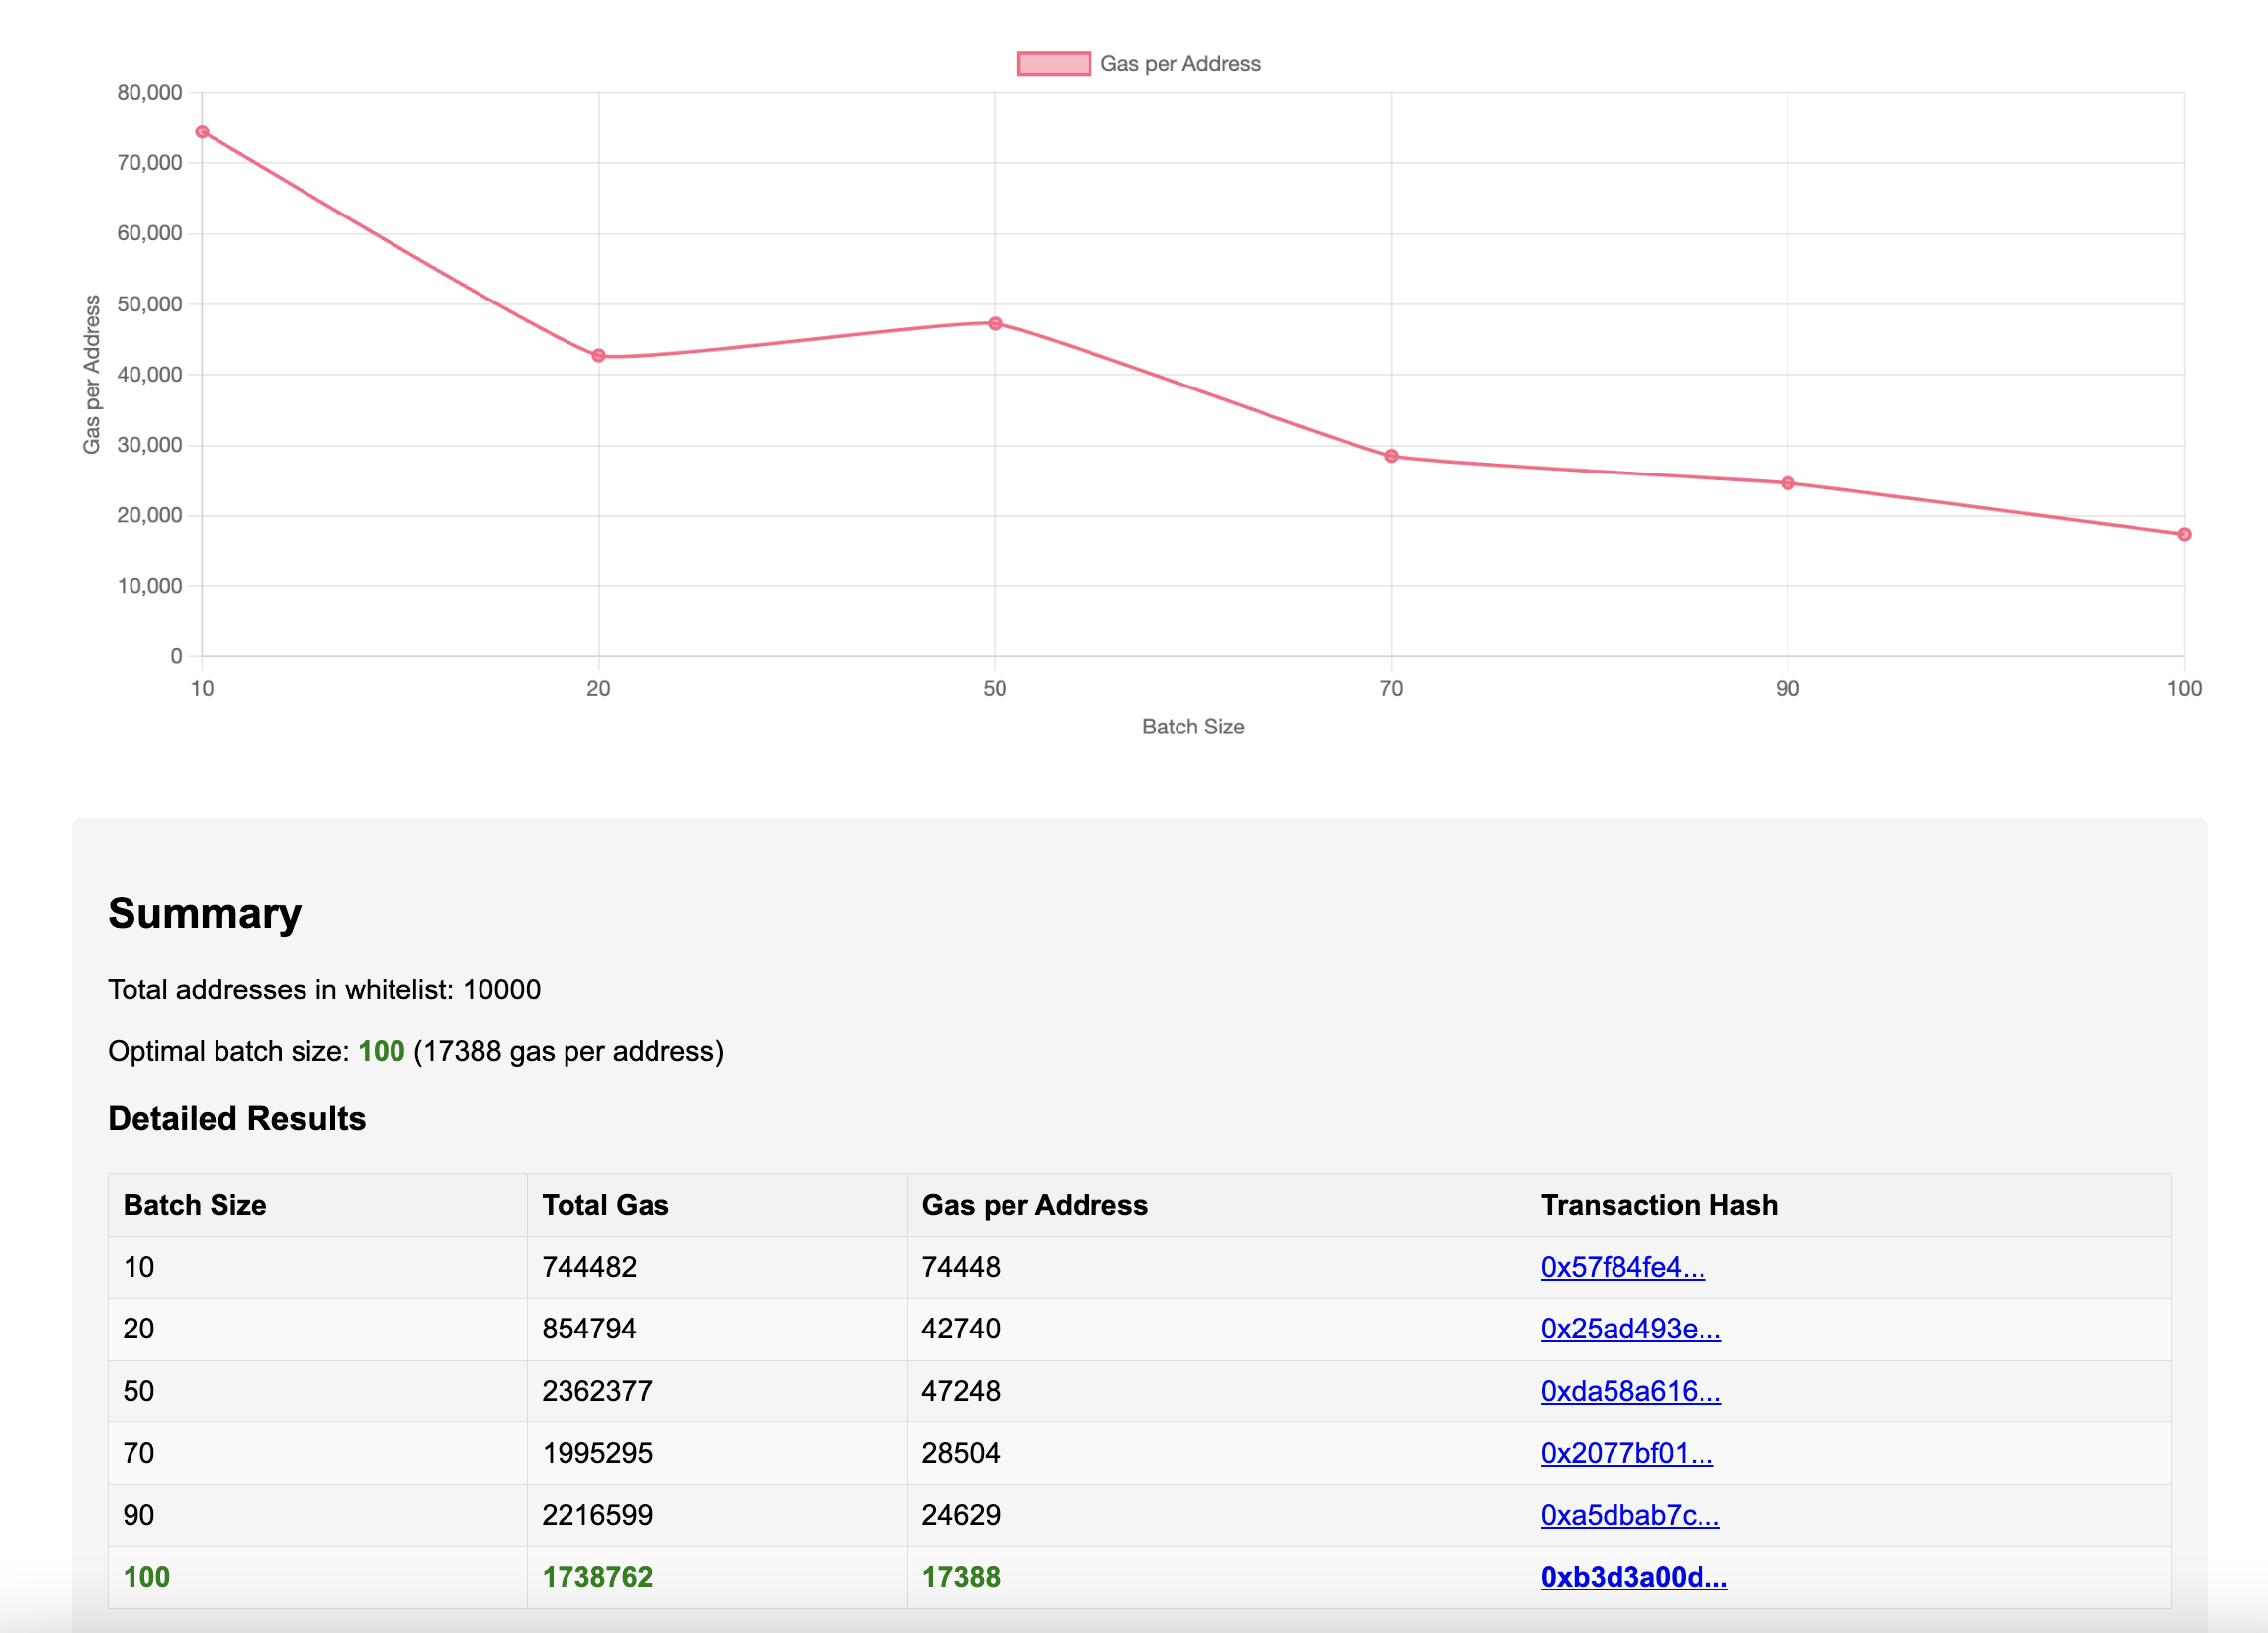 Gas per Address
80,000
70,000
60,000
50,000
40,000
30,000
20,000
10,000
0
Gas per Address
10 20 50 70 90 100
Batch Size
Summary
Total addresses in whitelist: 10000
Optimal batch size: 100 (17388 gas per address)
Detailed Results
Batch Size Total Gas Gas per Address Transaction Hash
10 744482 74448 0x57f84fe4...
20 854794 42740 0x25ad493e...
50 2362377 47248 0xda58a616...
70 1995295 28504 0x2077bf01...
90 2216599 24629 0xa5dbab7c...
100 1738762 17388 0xb3d3a00d...